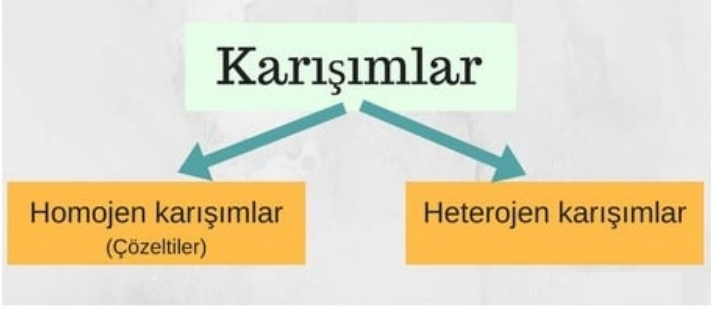 Karışımlar
Homojen karışımlar
(Çözeltiler)
Heterojen karışımlar